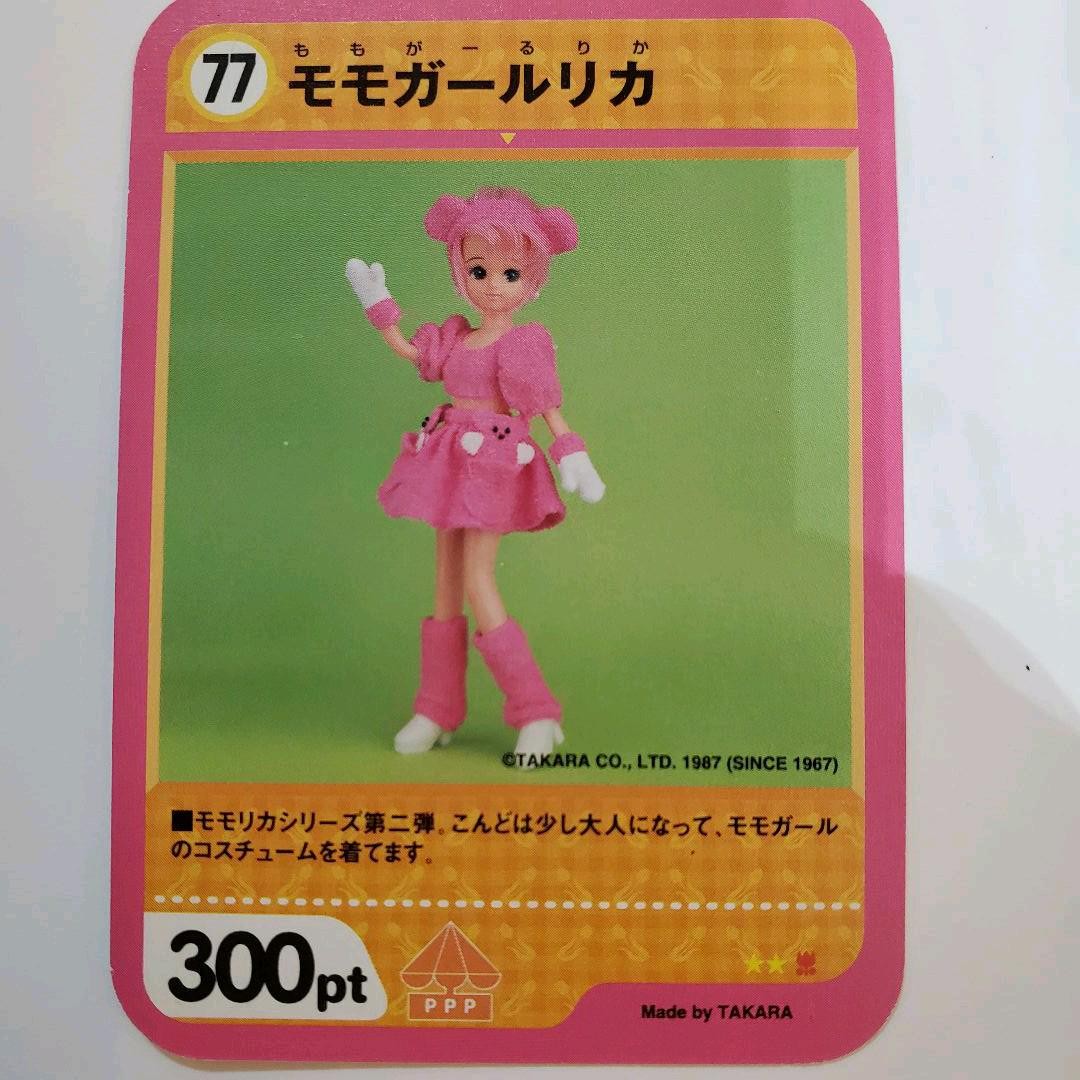 77
ももがーるりか
モモガールリカ
©TAKARA CO., LTD. 1987 (SINCE 1967)
■モモリカシリーズ第二弾。こんどは少し大人になって、モモガール
のコスチュームを着てます。
300pt
PPP
Made by TAKARA